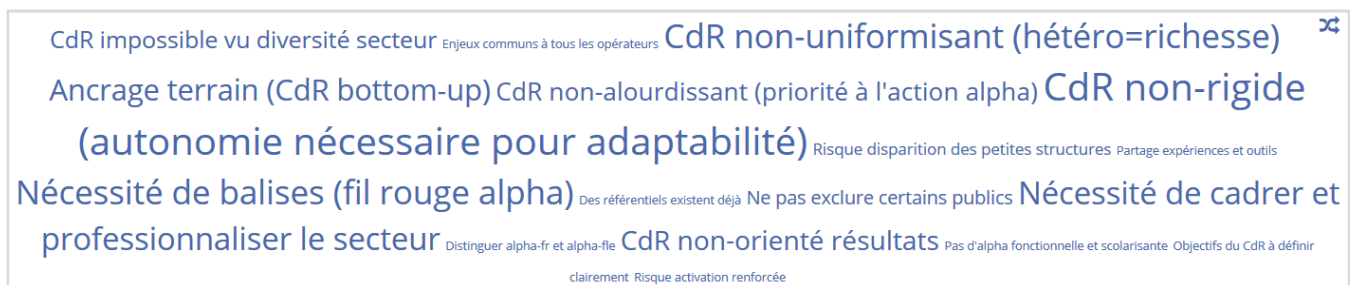 CdR impossible vu diversité secteur Enjeux communs à tous les opérateurs CdR non-uniformisant (hétéro=richesse)
Ancrage terrain (CdR bottom-up) CdR non-alourdissant (priorité à l'action alpha) CdR non-rigide
(autonomie nécessaire pour adaptabilité) Risque disparition des petites structures Partage expériences et outils
Nécessité de balises (fil rouge alpha) Des référentiels existent déjà Ne pas exclure certains publics Nécessité de cadrer et
professionnaliser le secteur Distinguer alpha-fr et alpha-fle CdR non-orienté résultats Pas d'alpha fonctionnelle et scolarisante Objectifs du CdR à définir
clairement Risque activation renforcée